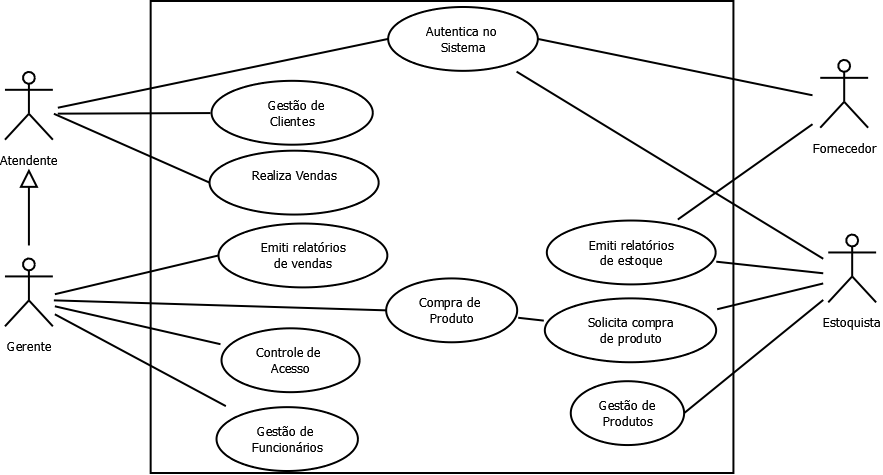 Autentica no
Sistema
Gestão de
Clientes
Atendente
Fornecedor
Realiza Vendas
Emiti relatórios
de vendas
Emiti relatórios
de estoque
Compra de
Produto
Solicita compra
de produto
Estoquista
Gerente
Controle de
Acesso
Gestão de
Produtos
Gestão de
Funcionários